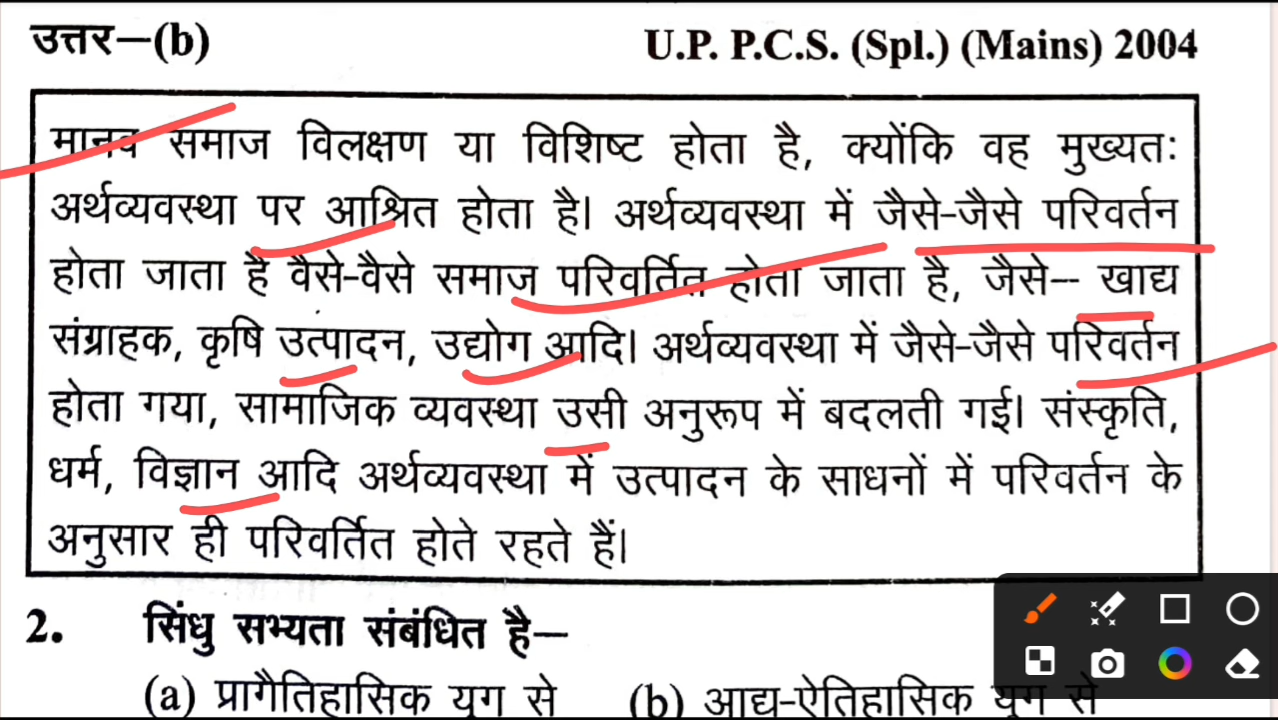 उत्तर—(b)
U.P. P.C.S. (Spl.) (Mains) 2004
मानव समाज विलक्षण या विशिष्ट होता है, क्योंकि वह मुख्यतः
अर्थव्यवस्था पर आश्रित होता है। अर्थव्यवस्था में जैसे-जैसे परिवर्तन
होता जाता है वैसे-वैसे समाज परिवर्तित होता जाता है, जैसे-- खाद्य
संग्राहक, कृषि उत्पादन, उद्योग आदि। अर्थव्यवस्था में जैसे-जैसे परिवर्तन
होता गया, सामाजिक व्यवस्था उसी अनुरूप में बदलती गई। संस्कृति,
धर्म, विज्ञान आदि अर्थव्यवस्था में उत्पादन के साधनों में परिवर्तन के
अनुसार ही परिवर्तित होते रहते हैं।
2. सिंधु सभ्यता संबंधित है—
(a) प्रागैतिहासिक युग से (b) आद्य-ऐतिहासिक युग से